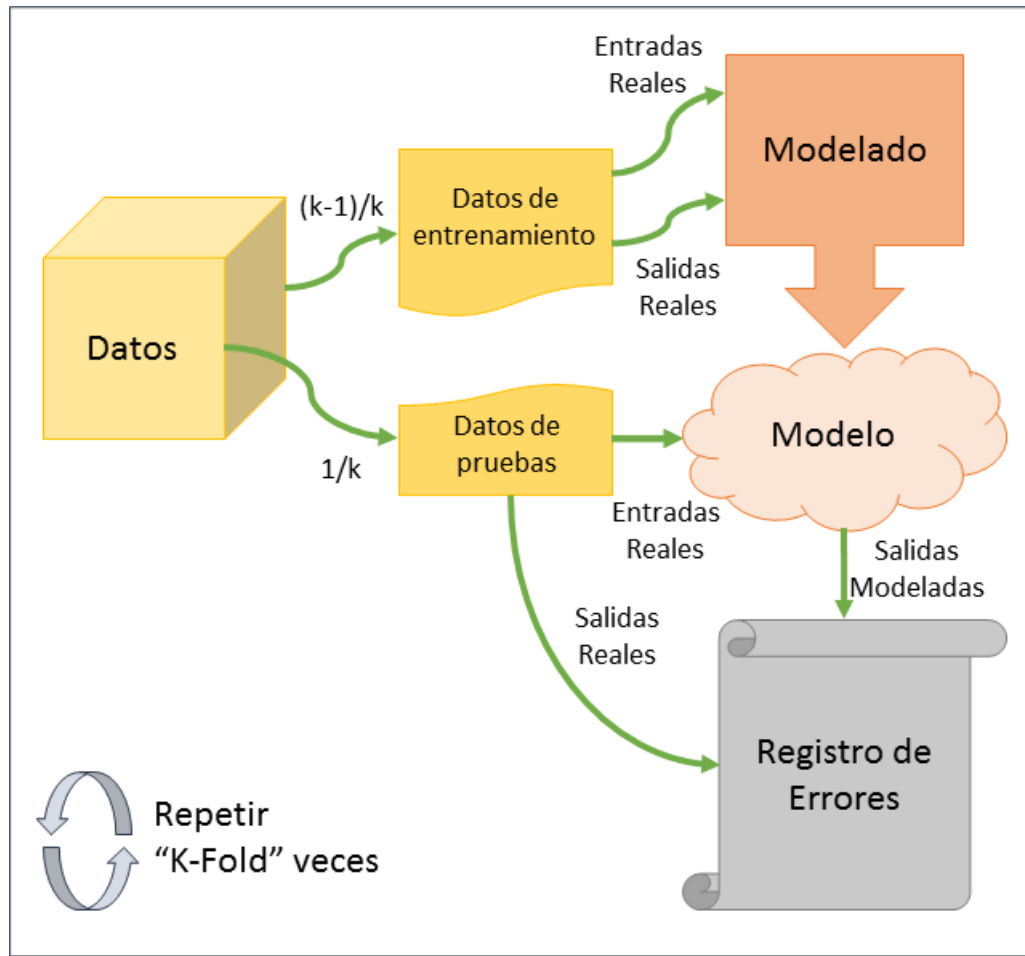 Entradas
Reales
Modelado
(k-1)/k
Datos de
entrenamiento
Salidas
Reales
Datos
1/k
Datos de
pruebas
Modelo
Entradas
Reales
Salidas
Modeladas
Salidas
Reales
Registro de
Errores
Repetir
“K-Fold” veces